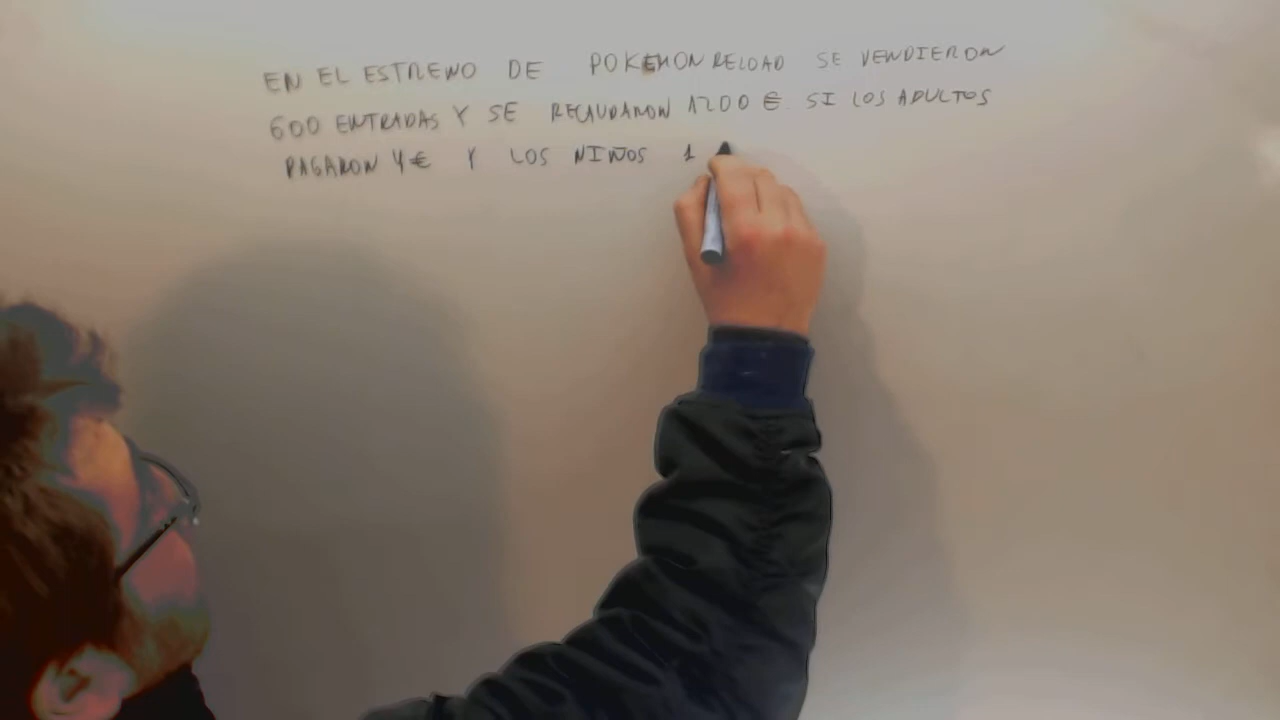 EN EL ESTRENO DE POKEMON RELOAD SE VENDIERON
600 ENTRADAS Y SE RECAUDARON 1200 €. SI LOS ADULTOS
PAGARON 4€ Y LOS NIÑOS 1